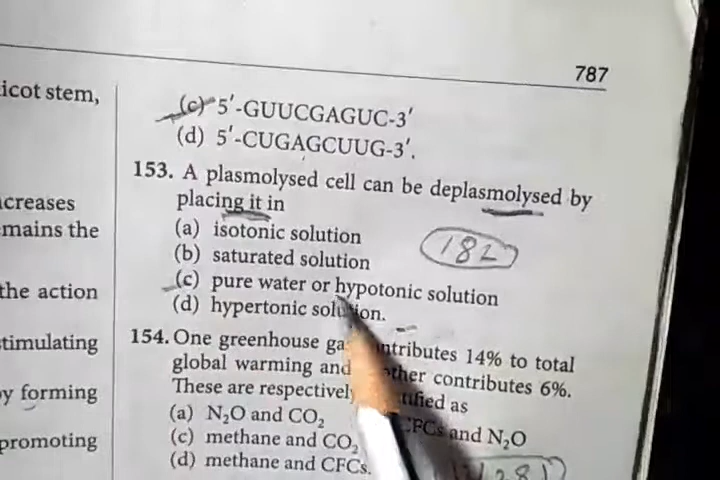 787
icot stem,
creases
mains the
the action
timulating
y forming
promoting
(c) 5′-GUUCGAGUC-3′
(d) 5′-CUGAGCUUG-3′.
153. A plasmolysed cell can be deplasmolysed by
placing it in
(a) isotonic solution
(b) saturated solution
(c) pure water or hypotonic solution
(d) hypertonic solution.
182
154. One greenhouse ga ntributes 14% to total
global warming and ther contributes 6%.
These are respectivel tified as
(a) N₂O and CO₂
CFCs and N₂O
(c) methane and CO₂
(d) methane and CFCs.